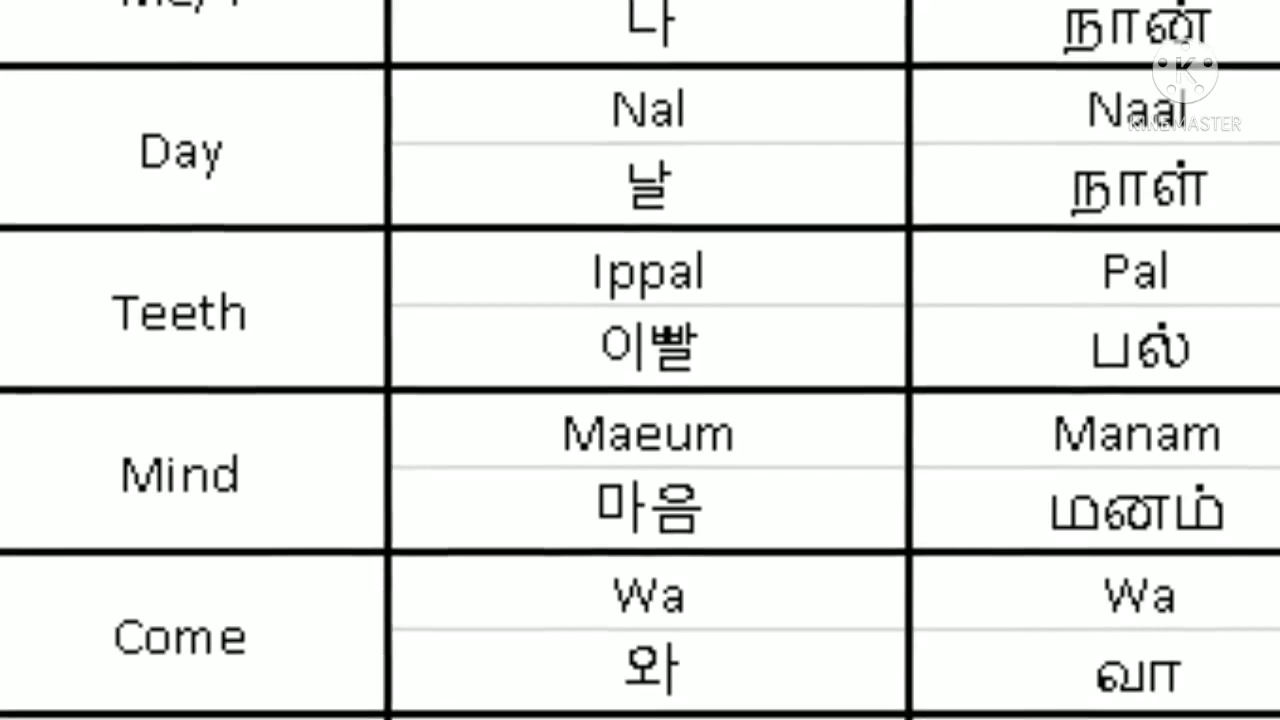 나
நான்
Day
Nal
Naal
날
நாள்
Teeth
Ippal
Pal
이빨
பல்
Mind
Maeum
Manam
마음
மனம்
Come
Wa
Wa
와
வா
KINEMASTER